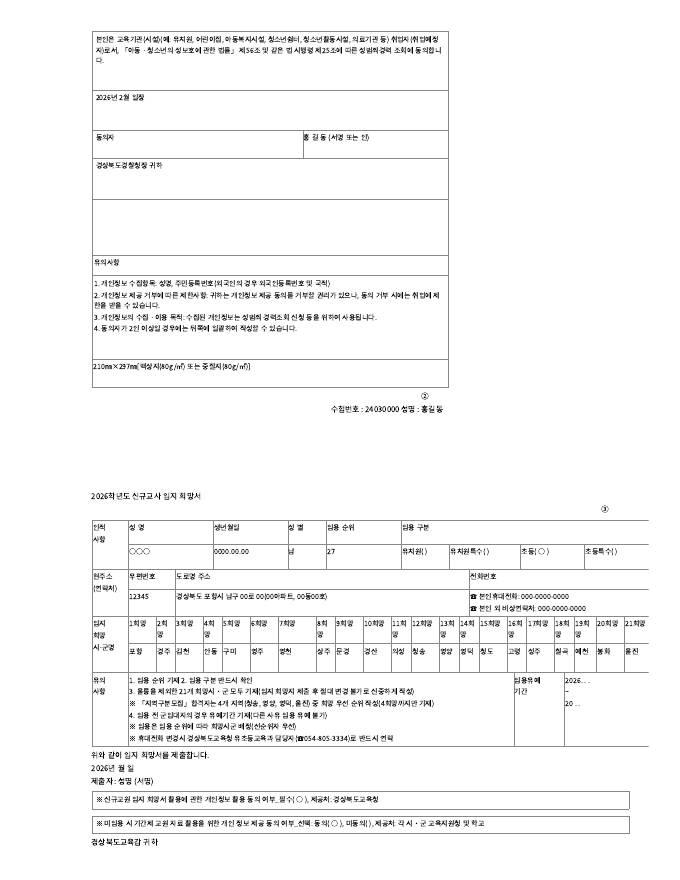 본인은 교육기관(시설)(예: 유치원, 어린이집, 아동복지시설, 청소년쉼터, 청소년활동시설, 의료기관 등) 취업자(취업예정
자)로서, 「아동ㆍ청소년의 성보호에 관한 법률」 제56조 및 같은 법 시행령 제25조에 따른 성범죄경력 조회에 동의합니
다.
2026년 2월 일장
동의자 홍 길 동 (서명 또는 인)
경상북도경찰청장 귀하
유의사항
1. 개인정보 수집항목: 성명, 주민등록번호(외국인의 경우 외국인등록번호 및 국적)
2. 개인정보 제공 거부에 따른 제한사항: 귀하는 개인정보 제공 동의를 거부할 권리가 있으나, 동의 거부 시에는 취업에 제
한을 받을 수 있습니다.
3. 개인정보의 수집ㆍ이용 목적: 수집된 개인정보는 성범죄 경력조회 신청 등을 위하여 사용됩니다.
4. 동의자가 2인 이상일 경우에는 뒤쪽에 일괄하여 작성할 수 있습니다.
210㎜×297㎜[백상지(80g/㎡) 또는 중질지(80g/㎡)]
②
수험번호 : 24030000 성명 : 홍길동
2026학년도 신규교사 임지 희망서
③
인적
사항
성 명 생년월일 성 별 임용 순위 임용 구분
○○○ 0000.00.00 남 27 유치원( ) 유치원특수( ) 초등( ○ ) 초등특수( )
현주소
(연락처)
우편번호 도로명 주소 전화번호
12345 경상북도 포항시 남구 00로 00(00아파트, 00동00호) ☎ 본인휴대전화: 000-0000-0000
☎ 본인 외 비상연락처: 000-0000-0000
임지
희망
시·군명
1희망 2희망 3희망 4희망 5희망 6희망 7희망 8희망 9희망 10희망 11희망 12희망 13희망 14희망 15희망 16희망 17희망 18희망 19희망 20희망 21희망
포항 경주 김천 안동 구미 영주 영천 상주 문경 경산 의성 청송 영양 영덕 청도 고령 성주 칠곡 예천 봉화 울진
유의
사항
1. 임용 순위 기재 2. 임용 구분 반드시 확인
3. 울릉을 제외한 21개 희망시ㆍ군 모두 기재(임지 희망지 제출 후 절대 변경 불가로 신중하게 작성)
※ 「지역구분모집」합격자는 4개 지역(청송, 영양, 영덕, 울진) 중 희망 우선 순위 작성(4희망까지만 기재)
4. 임용 전 군입대자의 경우 유예기간 기재(다른 사유 임용 유예 불가)
※ 임용은 임용 순위에 따라 희망시군 배정(선순위자 우선)
※ 휴대전화 변경시 경상북도교육청 유초등교육과 담당자(☎054-805-3334)로 반드시 연락
임용유예
기간
2026. . .
~
20 . .
위와 같이 임지 희망서를 제출합니다.
2026년 월 일
제출자 : 성명 (서명)
※ 신규교원 임지 희망서 활용에 관한 개인정보 활용 동의 여부_필수( ○ ), 제공처: 경상북도교육청
※ 미임용 시 기간제 교원 자료 활용을 위한 개인 정보 제공 동의 여부_선택: 동의( ○ ), 미동의( ), 제공처: 각 시ㆍ군 교육지원청 및 학교
경상북도교육감 귀하